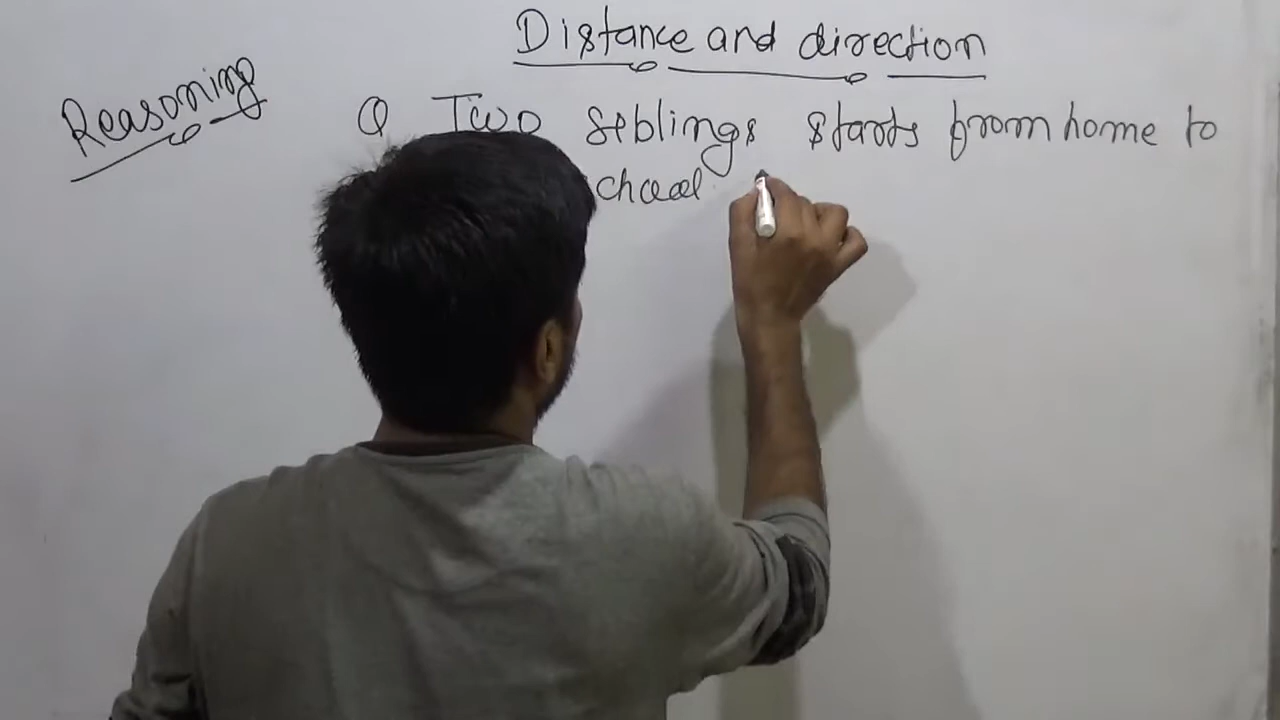 Distance and direction
Reasoning
Q Two siblings starts from home to
chool